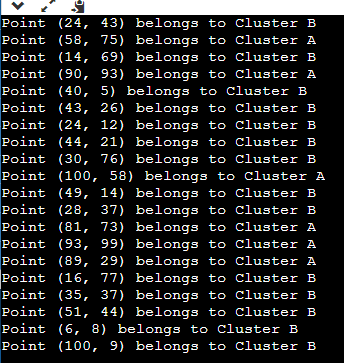 Point (24, 43) belongs to Cluster B
Point (58, 75) belongs to Cluster A
Point (14, 69) belongs to Cluster B
Point (90, 93) belongs to Cluster A
Point (40, 5) belongs to Cluster B
Point (43, 26) belongs to Cluster B
Point (24, 12) belongs to Cluster B
Point (44, 21) belongs to Cluster B
Point (30, 76) belongs to Cluster B
Point (100, 58) belongs to Cluster A
Point (49, 14) belongs to Cluster B
Point (28, 37) belongs to Cluster B
Point (81, 73) belongs to Cluster A
Point (93, 99) belongs to Cluster A
Point (89, 29) belongs to Cluster A
Point (16, 77) belongs to Cluster B
Point (35, 37) belongs to Cluster B
Point (51, 44) belongs to Cluster B
Point (6, 8) belongs to Cluster B
Point (100, 9) belongs to Cluster B